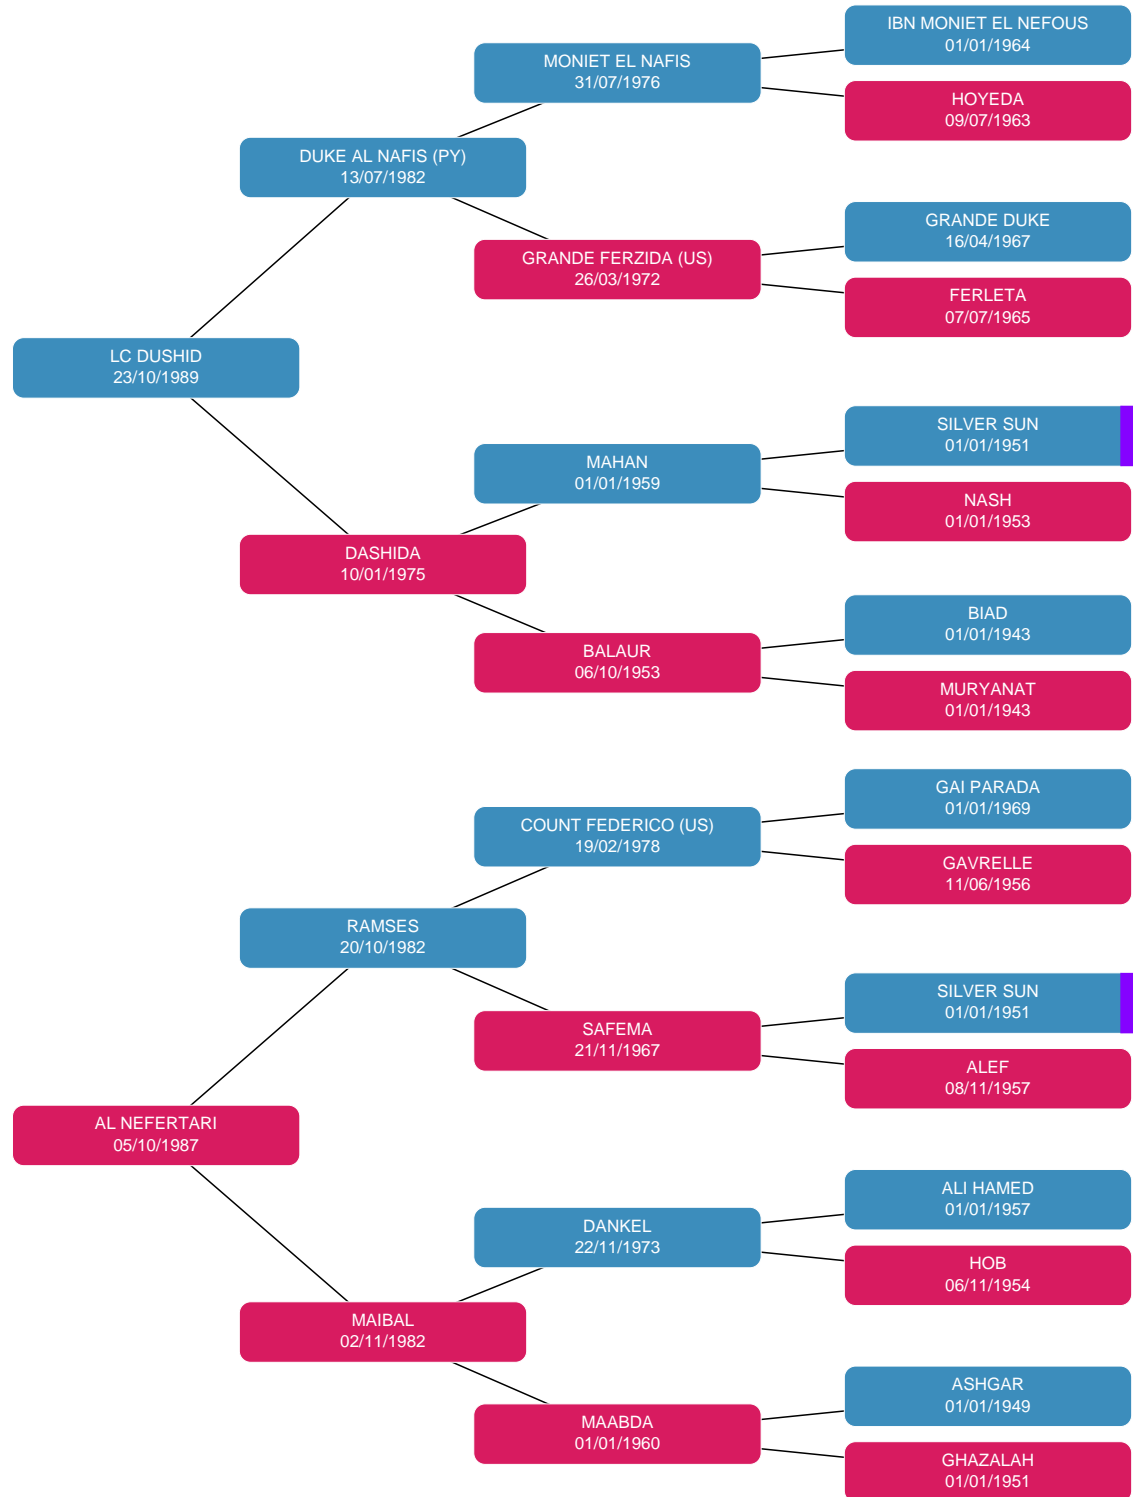 IBN MONIET EL NEFOUS
01/01/1964
MONIET EL NAFIS
31/07/1976
HOYEDA
09/07/1963
DUKE AL NAFIS (PY)
13/07/1982
GRANDE DUKE
16/04/1967
GRANDE FERZIDA (US)
26/03/1972
FERLETA
07/07/1965
LC DUSHID
23/10/1989
SILVER SUN
01/01/1951
MAHAN
01/01/1959
NASH
01/01/1953
DASHIDA
10/01/1975
BIAD
01/01/1943
BALAUR
06/10/1953
MURYANAT
01/01/1943
GAI PARADA
01/01/1969
COUNT FEDERICO (US)
19/02/1978
GAVRELLE
11/06/1956
RAMSES
20/10/1982
SILVER SUN
01/01/1951
SAFEMA
21/11/1967
ALEF
08/11/1957
AL NEFERTARI
05/10/1987
ALI HAMED
01/01/1957
DANKEL
22/11/1973
HOB
06/11/1954
MAIBAL
02/11/1982
ASHGAR
01/01/1949
MAABDA
01/01/1960
GHAZALAH
01/01/1951